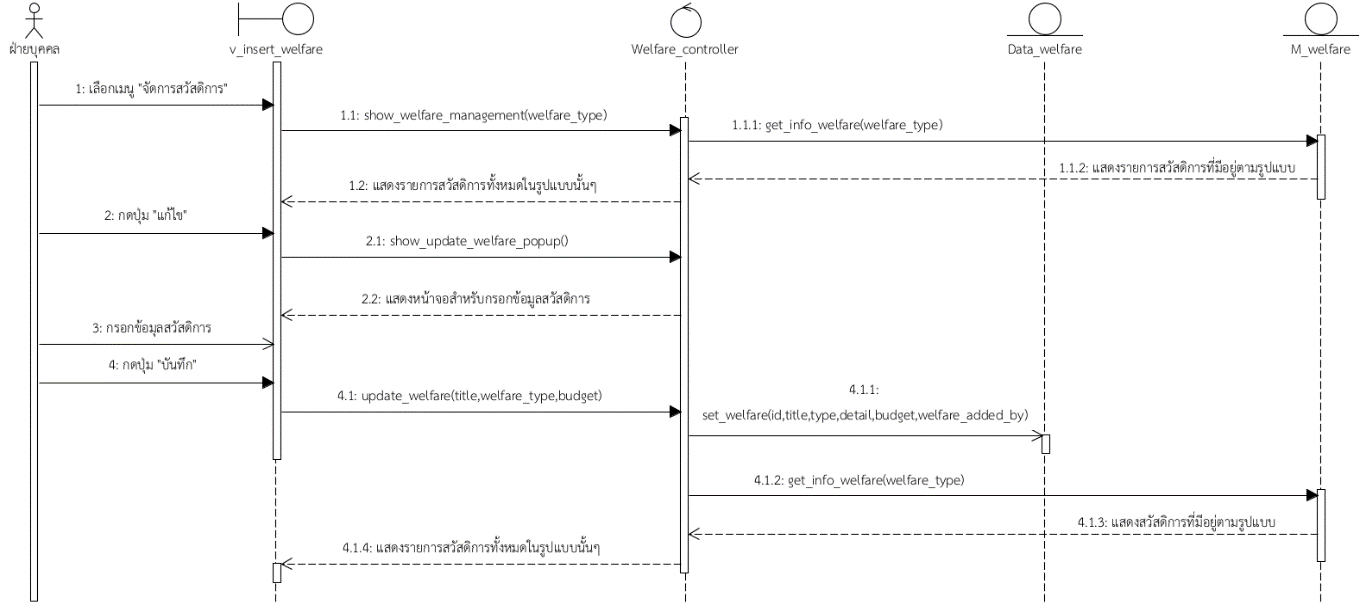 ฝ่ายบุคคล
v_insert_welfare
Welfare_controller
Data_welfare
M_welfare
1: เลือกเมนู "จัดการสวัสดิการ"
1.1: show_welfare_management(welfare_type)
1.1.1: get_info_welfare(welfare_type)
1.1.2: แสดงรายการสวัสดิการที่มีอยู่ตามรูปแบบ
1.2: แสดงรายการสวัสดิการทั้งหมดในรูปแบบนั้นๆ
2: กดปุ่ม "แก้ไข"
2.1: show_update_welfare_popup()
2.2: แสดงหน้าจอสำหรับกรอกข้อมูลสวัสดิการ
3: กรอกข้อมูลสวัสดิการ
4: กดปุ่ม "บันทึก"
4.1: update_welfare(title,welfare_type,budget)
4.1.1:
set_welfare(id,title,type,detail,budget,welfare_added_by)
4.1.2: get_info_welfare(welfare_type)
4.1.3: แสดงสวัสดิการที่มีอยู่ตามรูปแบบ
4.1.4: แสดงรายการสวัสดิการทั้งหมดในรูปแบบนั้นๆ